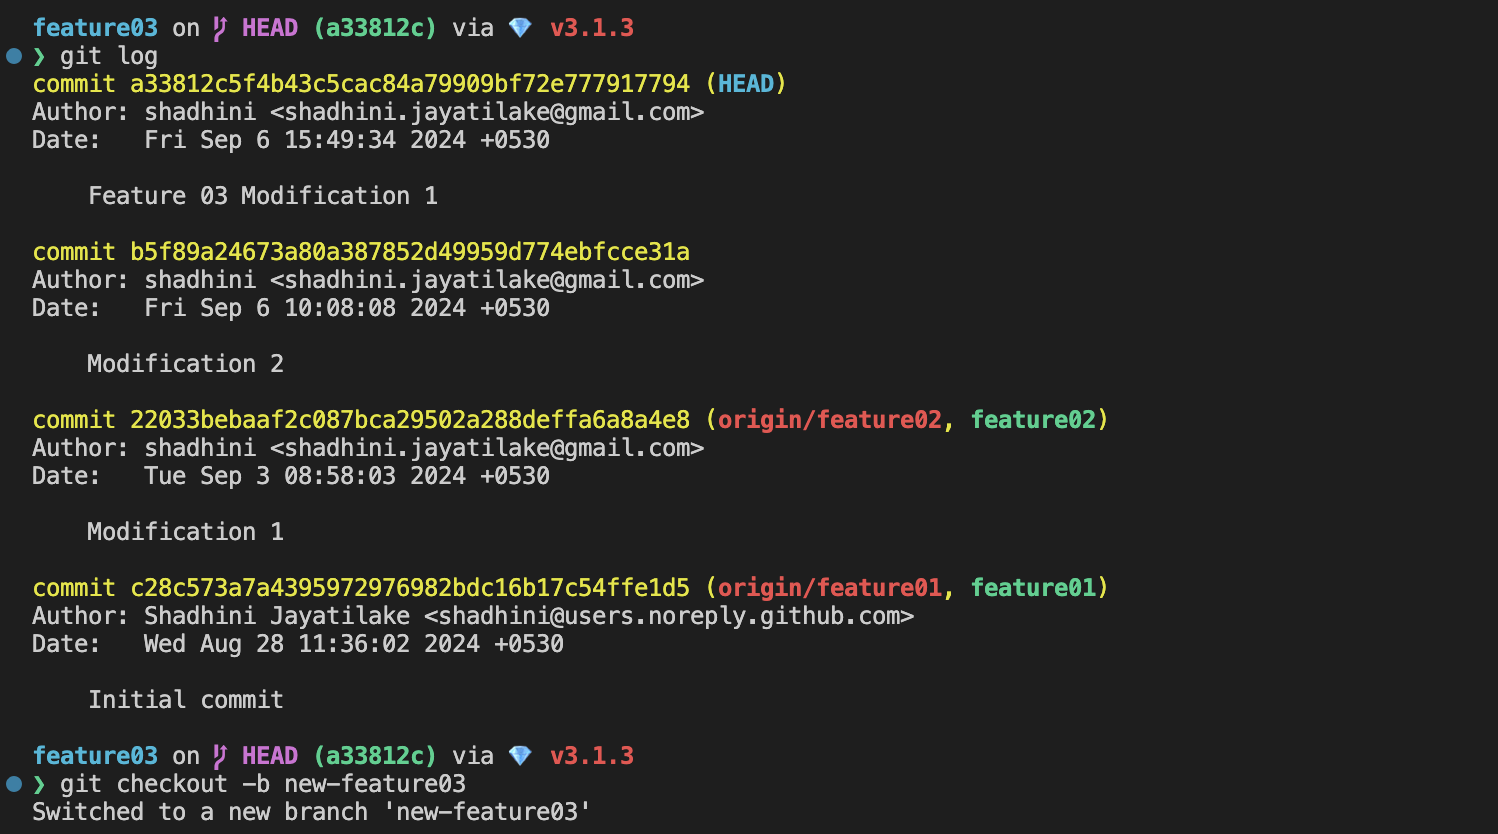 feature03 on HEAD (a33812c) via 💎 v3.1.3
❯ git log
commit a33812c5f4b43c5cac84a79909bf72e777917794 (HEAD)
Author: shadhini <shadhini.jayatilake@gmail.com>
Date:   Fri Sep 6 15:49:34 2024 +0530
Feature 03 Modification 1
commit b5f89a24673a80a387852d49959d774ebfcce31a
Author: shadhini <shadhini.jayatilake@gmail.com>
Date:   Fri Sep 6 10:08:08 2024 +0530
Modification 2
commit 22033bebaaf2c087bca29502a288deffa6a8a4e8 (origin/feature02, feature02)
Author: shadhini <shadhini.jayatilake@gmail.com>
Date:   Tue Sep 3 08:58:03 2024 +0530
Modification 1
commit c28c573a7a4395972976982bdc16b17c54ffe1d5 (origin/feature01, feature01)
Author: Shadhini Jayatilake <shadhini@users.noreply.github.com>
Date:   Wed Aug 28 11:36:02 2024 +0530
Initial commit
feature03 on HEAD (a33812c) via 💎 v3.1.3
❯ git checkout -b new-feature03
Switched to a new branch 'new-feature03'